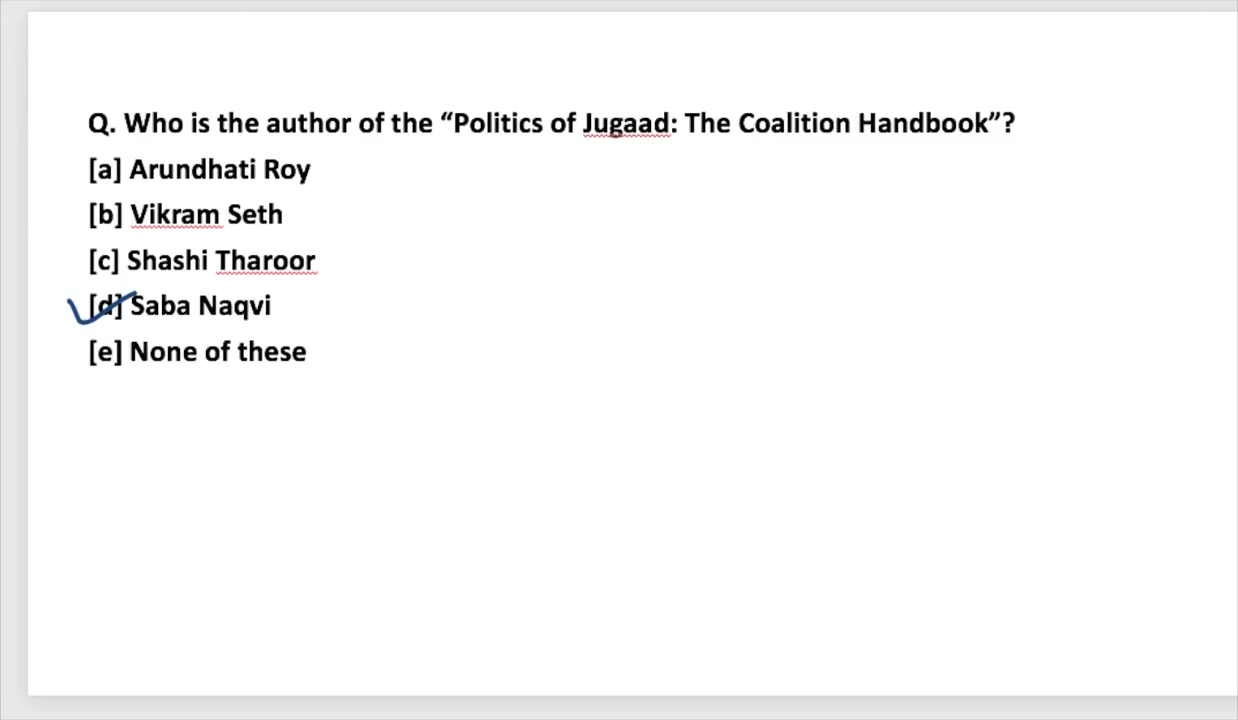 Q. Who is the author of the “Politics of Jugaad: The Coalition Handbook”?
[a] Arundhati Roy
[b] Vikram Seth
[c] Shashi Tharoor
[d] Saba Naqvi
[e] None of these